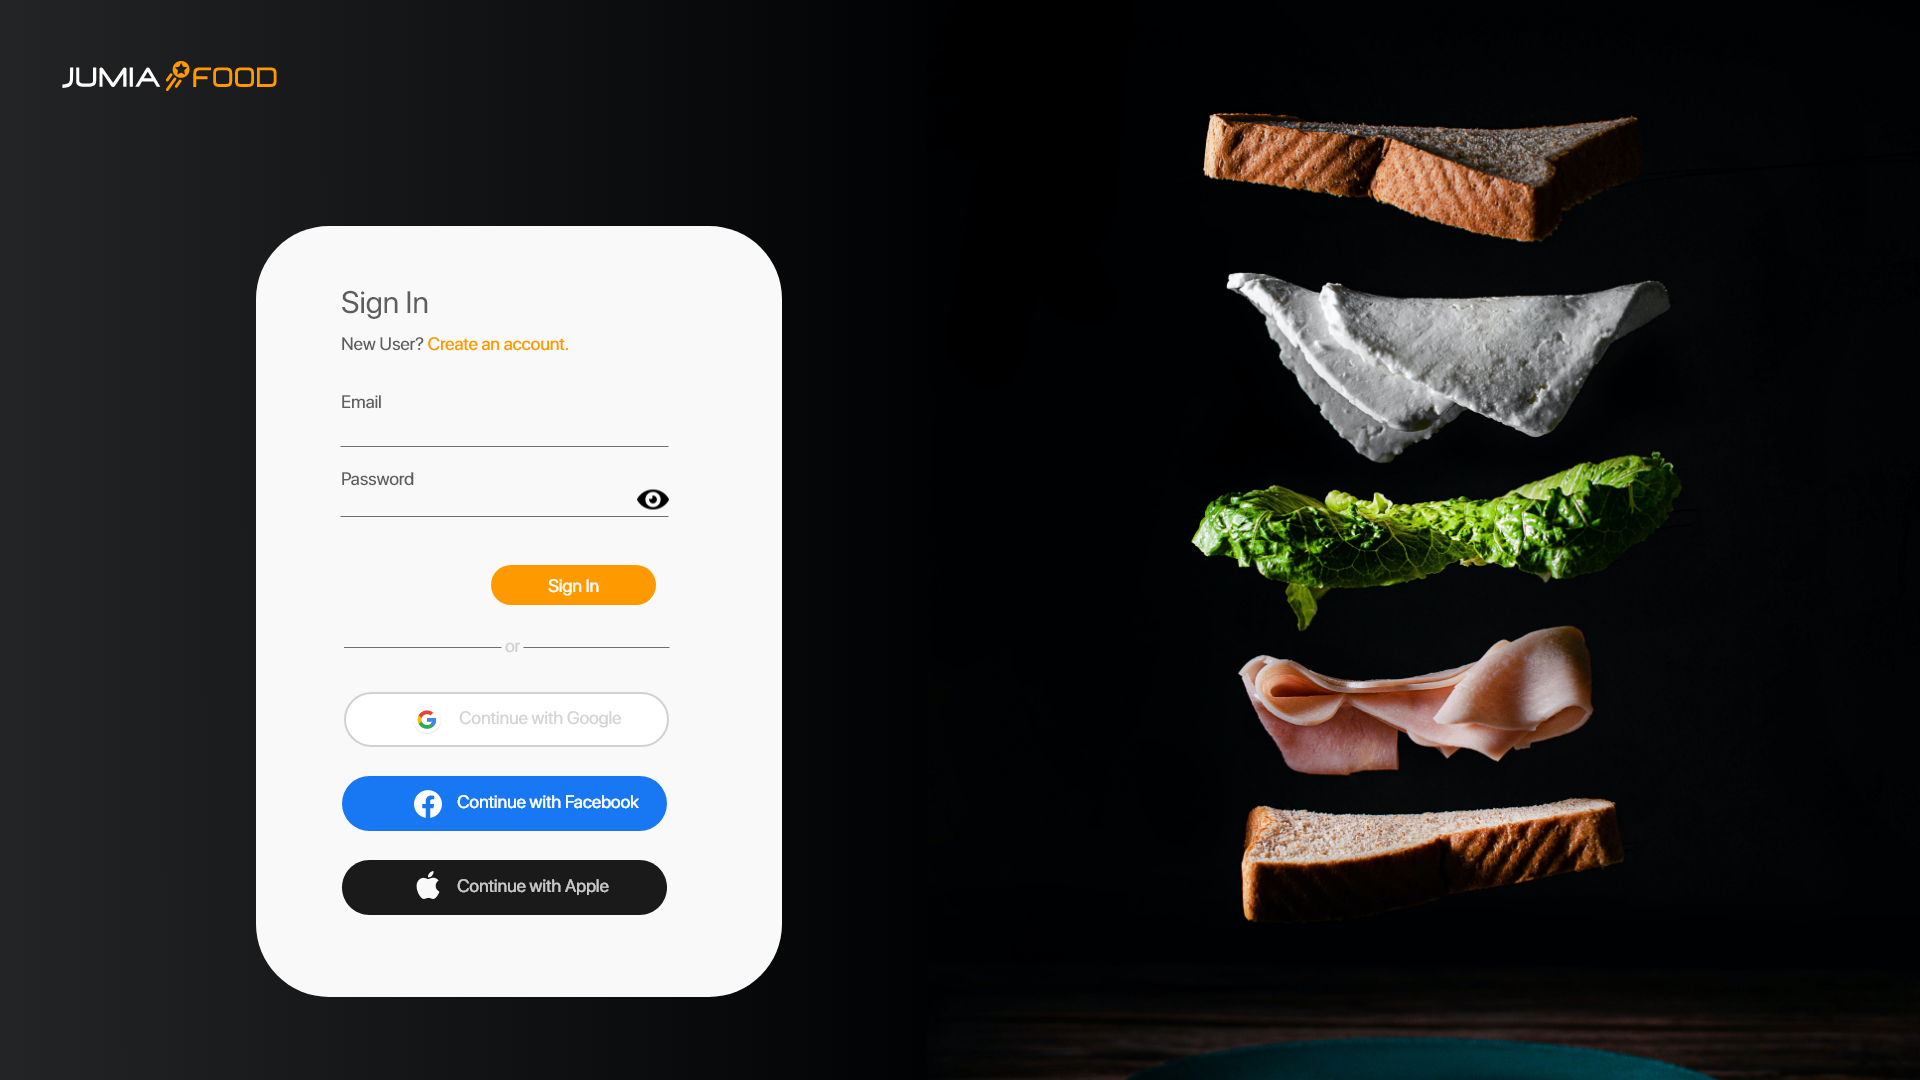 JUMIA FOOD
Sign In
New User? Create an account.
Email
Password
Sign In
or
Continue with Google
Continue with Facebook
Continue with Apple